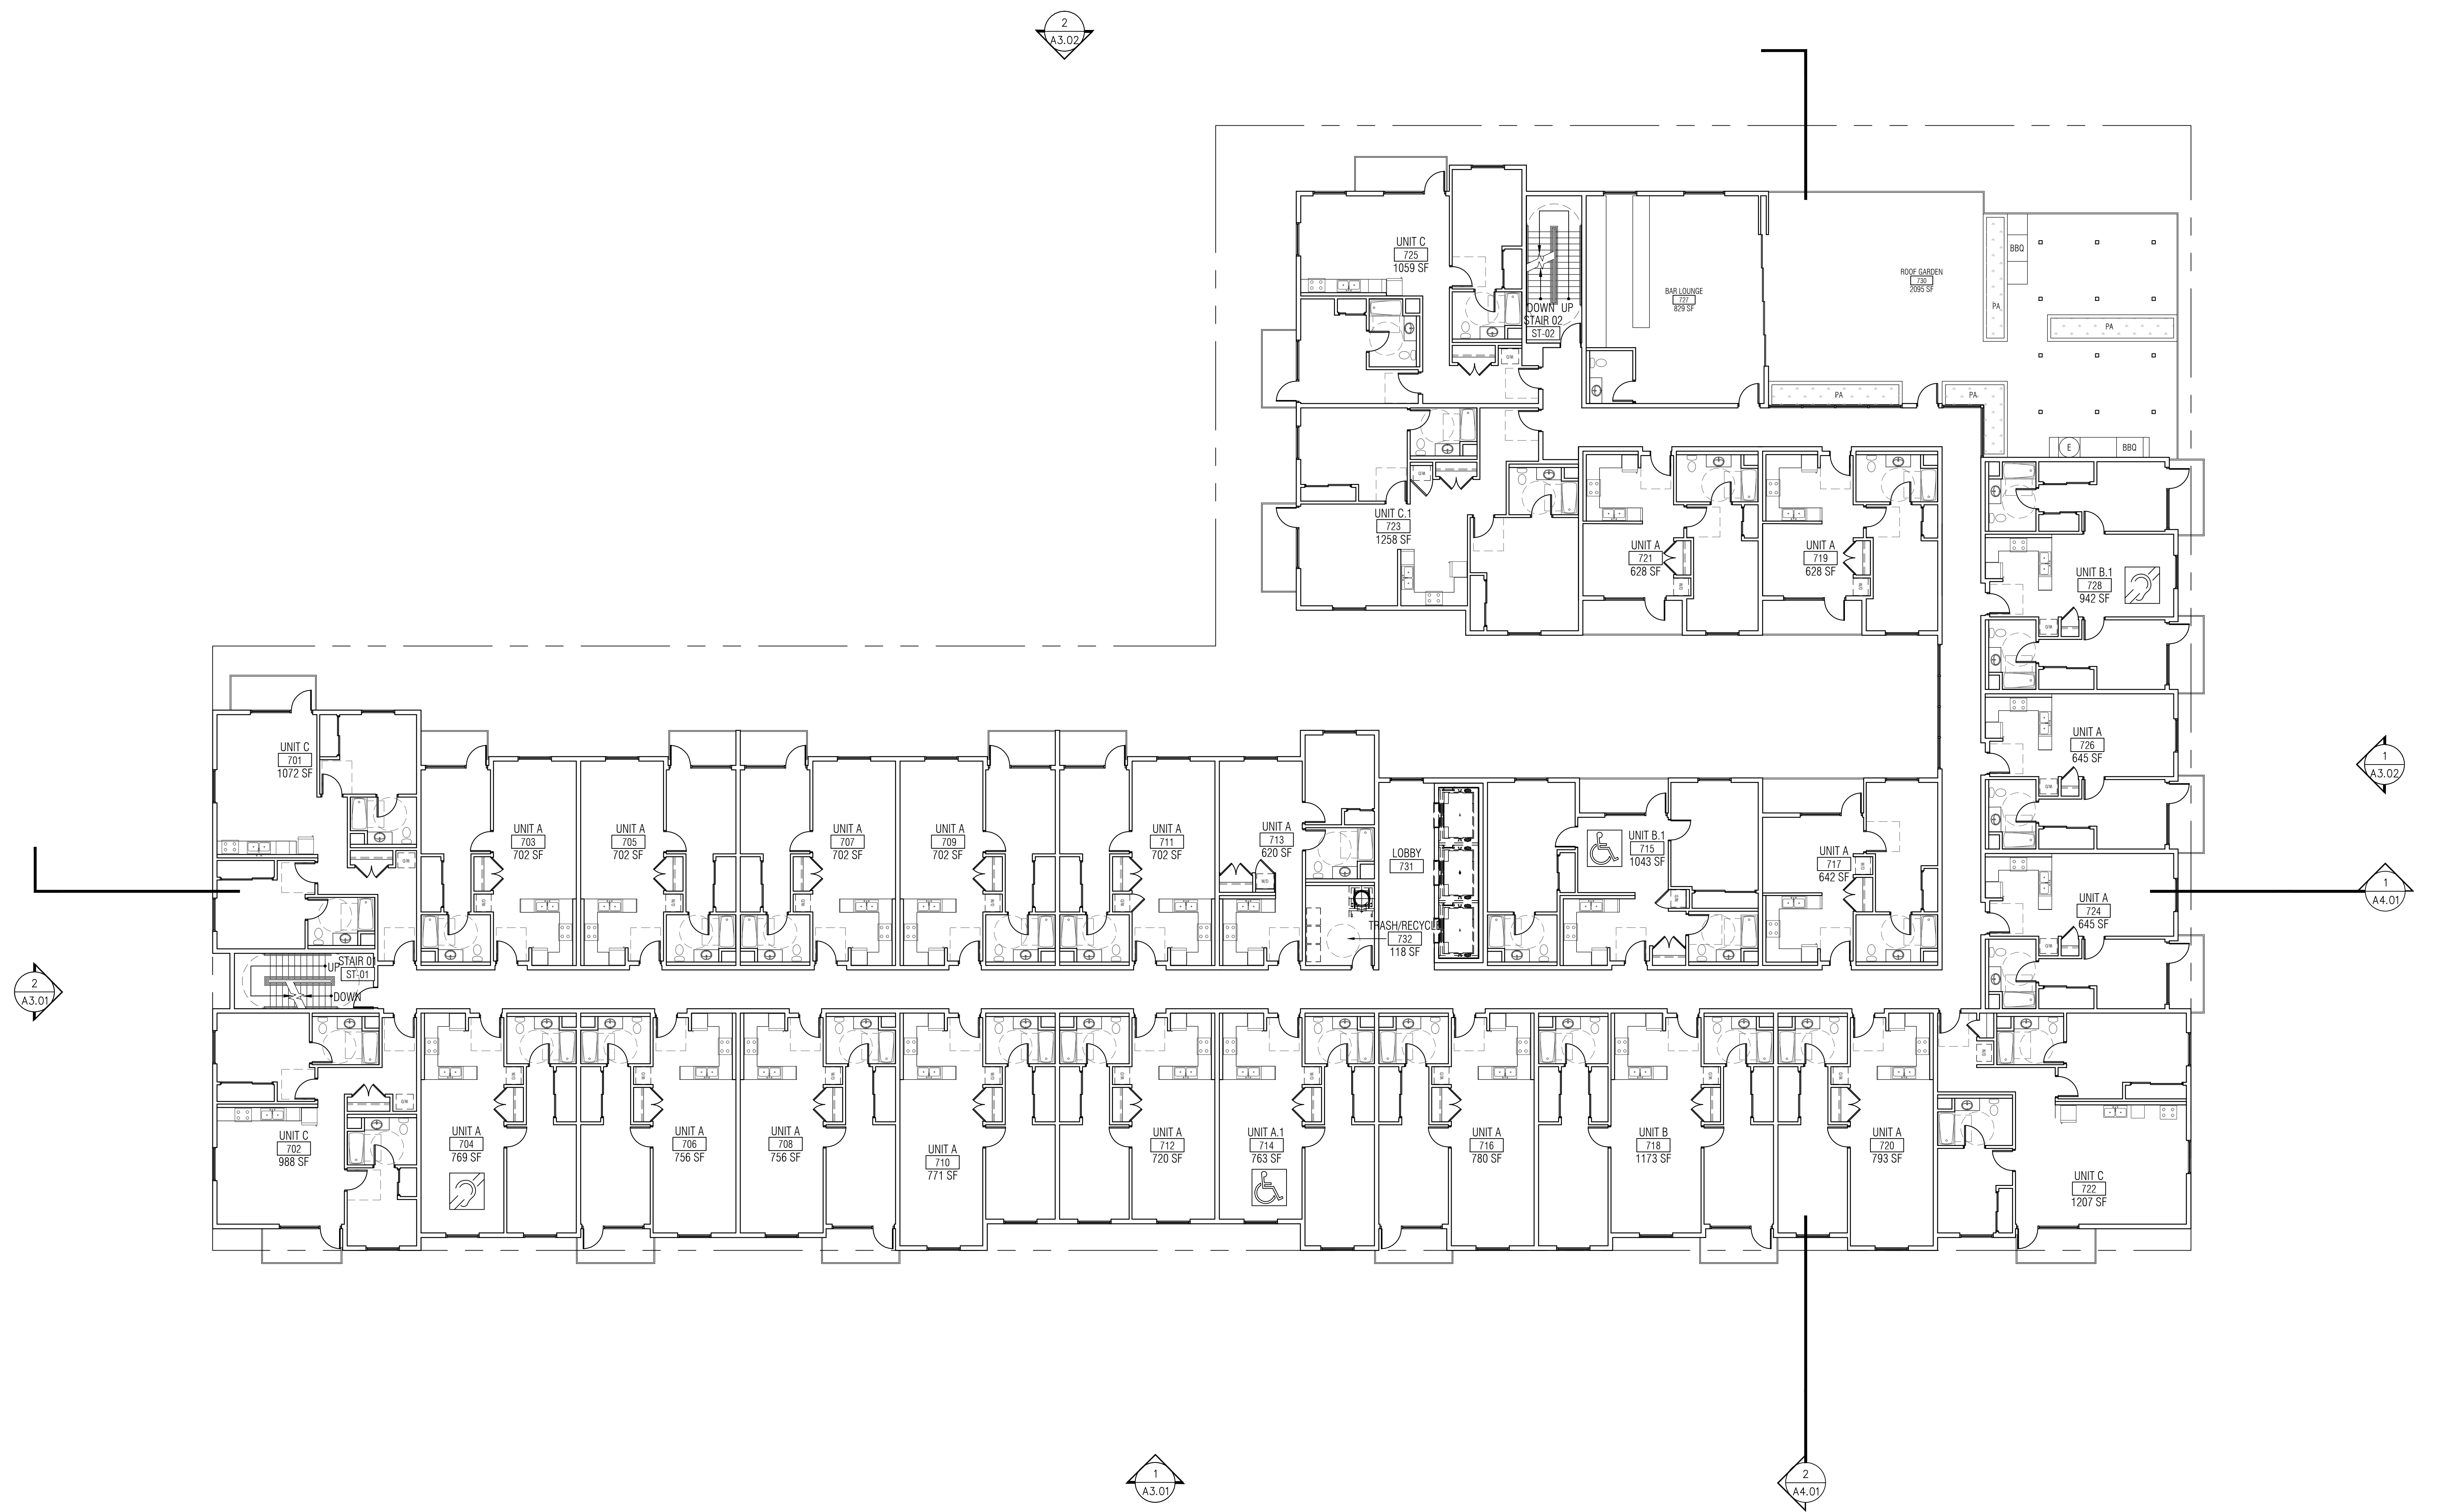 2
A3.02
UNIT C
725
1059 SF
DOWN UP
STAIR 02
ST-02
BAR LOUNGE
727
829 SF
ROOF GARDEN
730
2095 SF
BBQ
PA
PA
PA
PA
E
BBQ
UNIT C.1
723
1258 SF
UNIT A
721
628 SF
UNIT A
719
628 SF
UNIT B.1
728
942 SF
UNIT A
726
645 SF
1
A3.02
UNIT C
701
1072 SF
UNIT A
703
702 SF
UNIT A
705
702 SF
UNIT A
707
702 SF
UNIT A
709
702 SF
UNIT A
711
702 SF
UNIT A
713
620 SF
LOBBY
731
UNIT B.1
715
1043 SF
UNIT A
717
642 SF
UNIT A
724
645 SF
1
A4.01
TRASH/RECYCLE
732
118 SF
STAIR 01
ST-01
UP
DOWN
2
A3.01
UNIT C
702
988 SF
UNIT A
704
769 SF
UNIT A
706
756 SF
UNIT A
708
756 SF
UNIT A
710
771 SF
UNIT A
712
720 SF
UNIT A.1
714
763 SF
UNIT A
716
780 SF
UNIT B
718
1173 SF
UNIT A
720
793 SF
UNIT C
722
1207 SF
1
A3.01
2
A4.01